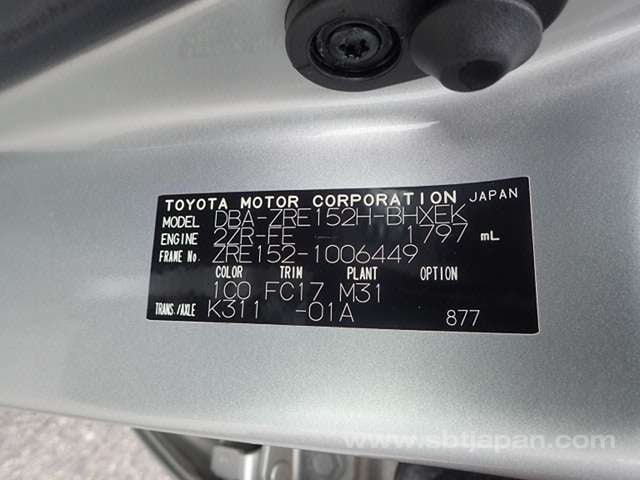 TOYOTA MOTOR CORPORATION JAPAN
MODEL DBA-ZRE152H-BHXEK
ENGINE 2ZR-FE 1797 mL
FRAME No. ZRE152-1006449
COLOR TRIM PLANT OPTION
1C0 FC17 M31
TRANS./AXLE K311 -01A 877
www.sbtjapan.com